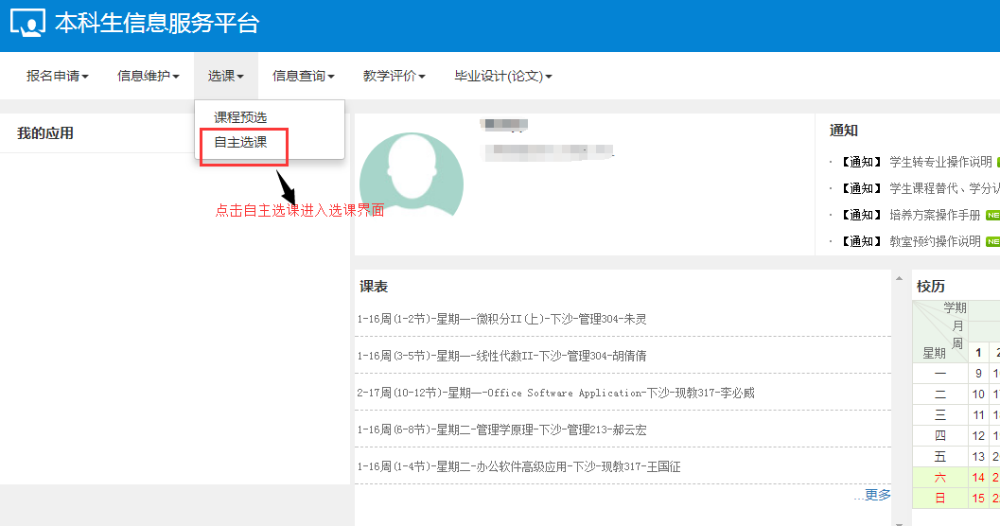 本科生信息服务平台
报名申请 信息维护 选课 信息查询 教学评价 毕业设计(论文)
课程预选
自主选课
点击自主选课进入选课界面
我的应用
通知
· 【通知】 学生转专业操作说明
· 【通知】 学生课程替代、学分认
· 【通知】 培养方案操作手册 NE
· 【通知】 教室预约操作说明 NE
课表
1-16周(1-2节)-星期一-微积分II(上)-下沙-管理304-朱灵
1-16周(3-5节)-星期一-线性代数II-下沙-管理304-胡倩倩
2-17周(10-12节)-星期一-Office Software Application-下沙-现教317-李必威
1-16周(6-8节)-星期二-管理学原理-下沙-管理213-郝云宏
1-16周(1-4节)-星期二-办公软件高级应用-下沙-现教317-王国征
...更多
校历
学期
月
周
星期 1 2
一 9 1
二 10 1
三 11 1
四 12 1
五 13 2
六 14 2
日 15 2